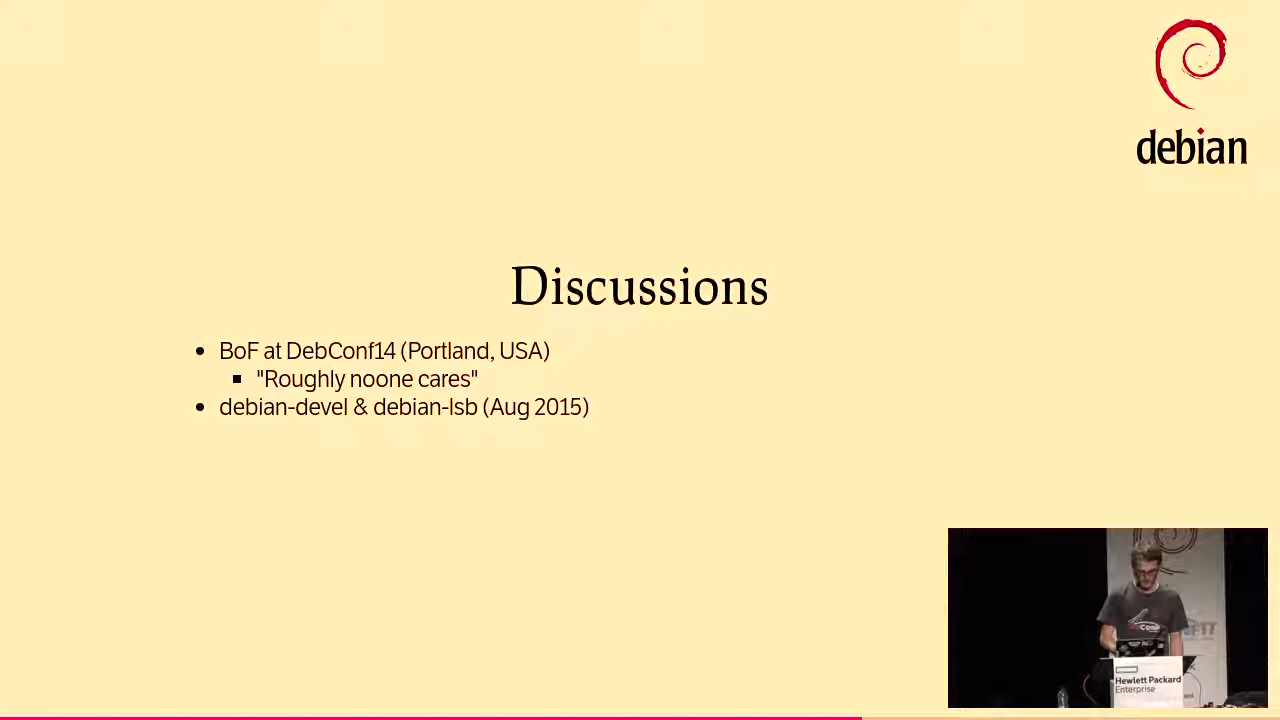 debian
Discussions
BoF at DebConf14 (Portland, USA)
"Roughly noone cares"
debian-devel & debian-lsb (Aug 2015)
Hewlett Packard
Enterprise